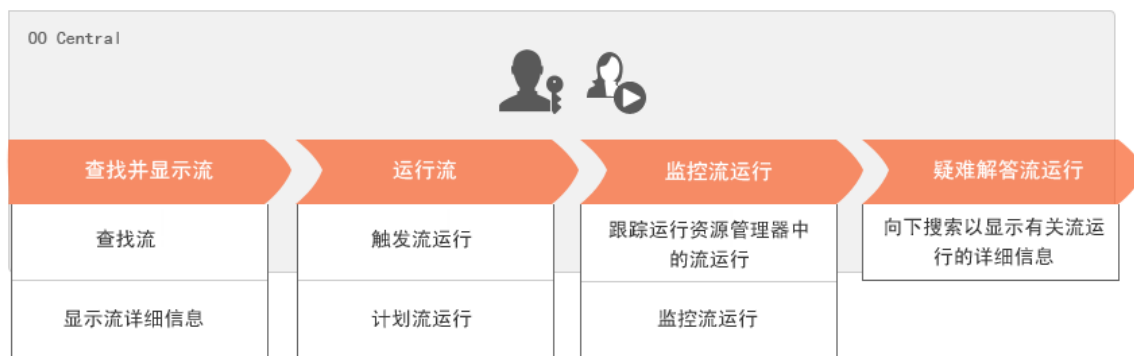 OO Central
查找并显示流
运行流
监控流运行
疑难解答流运行
查找流
触发流运行
跟踪运行资源管理器中
的流运行
向下搜索以显示有关流运
行的详细信息
显示流详细信息
计划流运行
监控流运行